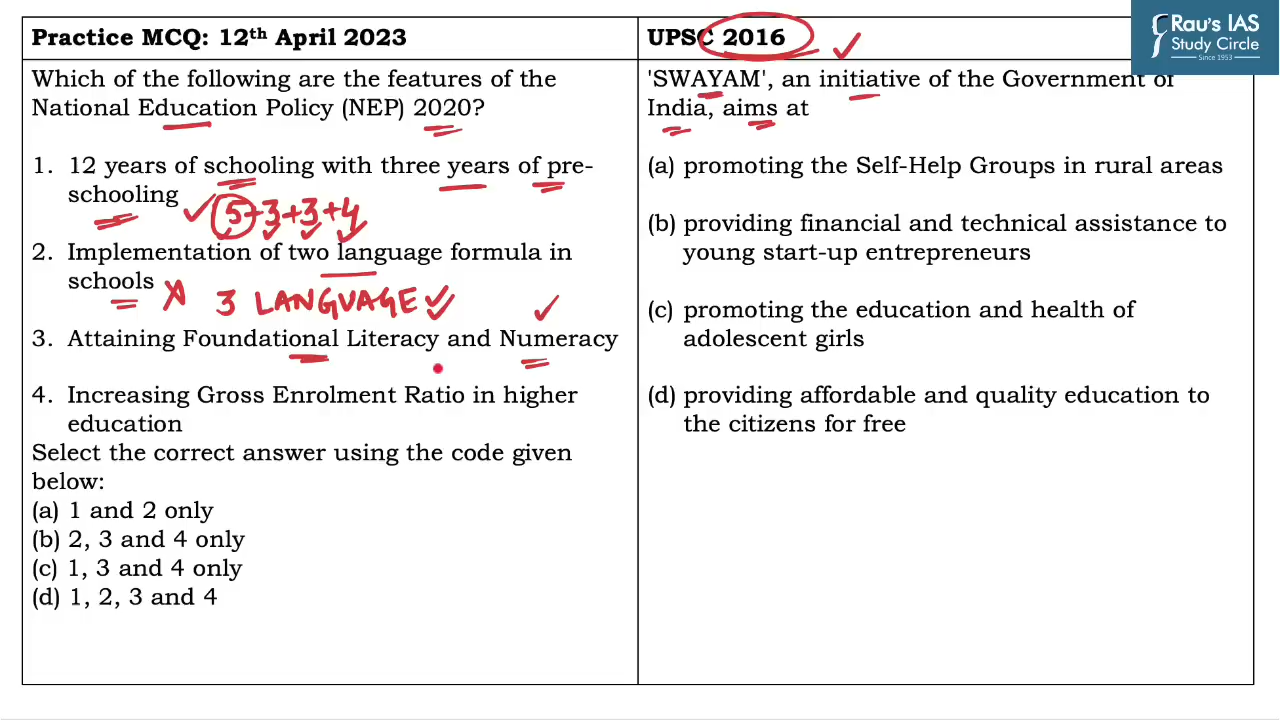 Practice MCQ: 12th April 2023
Which of the following are the features of the
National Education Policy (NEP) 2020?
1. 12 years of schooling with three years of pre-
schooling
5+3+3+4
2. Implementation of two language formula in
schools
3 LANGUAGE
3. Attaining Foundational Literacy and Numeracy
4. Increasing Gross Enrolment Ratio in higher
education
Select the correct answer using the code given
below:
(a) 1 and 2 only
(b) 2, 3 and 4 only
(c) 1, 3 and 4 only
(d) 1, 2, 3 and 4
UPSC 2016
'SWAYAM', an initiative of the Government of
India, aims at
(a) promoting the Self-Help Groups in rural areas
(b) providing financial and technical assistance to
young start-up entrepreneurs
(c) promoting the education and health of
adolescent girls
(d) providing affordable and quality education to
the citizens for free
Rau's IAS
Study Circle
Since 1953